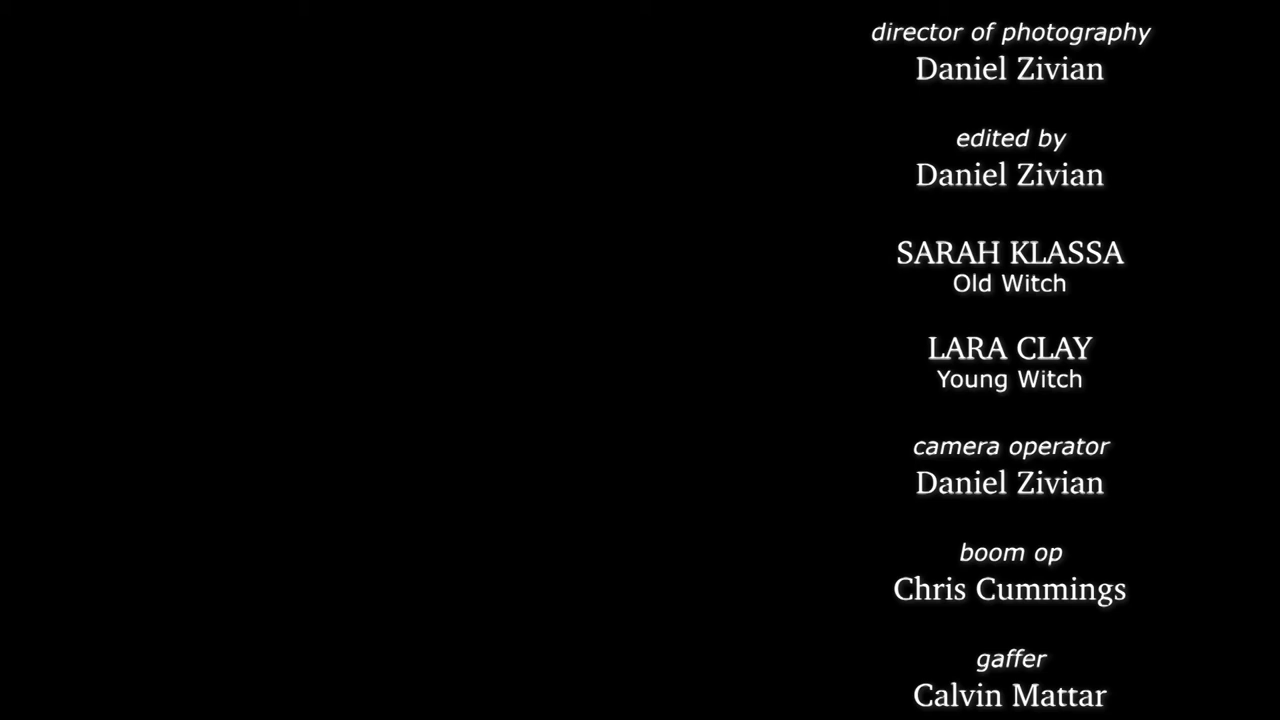 director of photography
Daniel Zivian
edited by
Daniel Zivian
SARAH KLASSA
Old Witch
LARA CLAY
Young Witch
camera operator
Daniel Zivian
boom op
Chris Cummings
gaffer
Calvin Mattar